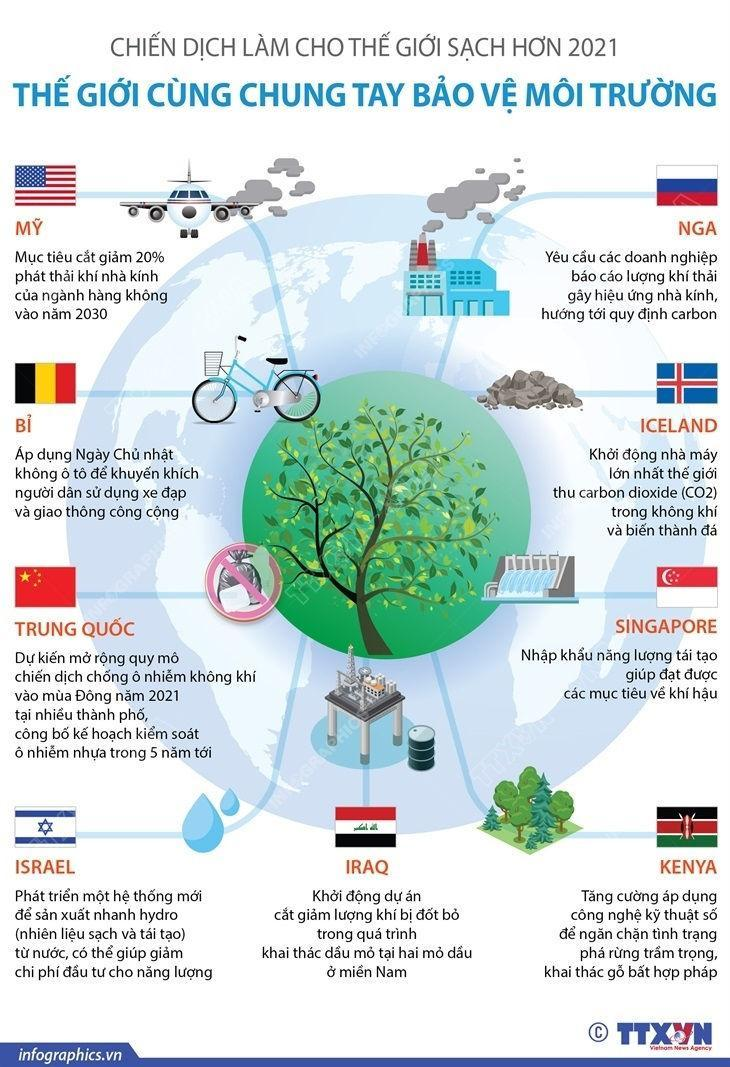 CHIẾN DỊCH LÀM CHO THẾ GIỚI SẠCH HƠN 2021
THẾ GIỚI CÙNG CHUNG TAY BẢO VỆ MÔI TRƯỜNG
MỸ
Mục tiêu cắt giảm 20%
phát thải khí nhà kính
của ngành hàng không
vào năm 2030
NGA
Yêu cầu các doanh nghiệp
báo cáo lượng khí thải
gây hiệu ứng nhà kính,
hướng tới quy định carbon
BỈ
Áp dụng Ngày Chủ nhật
không ô tô để khuyến khích
người dân sử dụng xe đạp
và giao thông công cộng
ICELAND
Khởi động nhà máy
lớn nhất thế giới
thu carbon dioxide (CO2)
trong không khí
và biến thành đá
TRUNG QUỐC
Dự kiến mở rộng quy mô
chiến dịch chống ô nhiễm không khí
vào mùa Đông năm 2021
tại nhiều thành phố,
công bố kế hoạch kiểm soát
ô nhiễm nhựa trong 5 năm tới
SINGAPORE
Nhập khẩu năng lượng tái tạo
giúp đạt được
các mục tiêu về khí hậu
ISRAEL
Phát triển một hệ thống mới
để sản xuất nhanh hydro
(nhiên liệu sạch và tái tạo)
từ nước, có thể giúp giảm
chi phí đầu tư cho năng lượng
IRAQ
Khởi động dự án
cắt giảm lượng khí bị đốt bỏ
trong quá trình
khai thác dầu mỏ tại hai mỏ dầu
ở miền Nam
KENYA
Tăng cường áp dụng
công nghệ kỹ thuật số
để ngăn chặn tình trạng
phá rừng trầm trọng,
khai thác gỗ bất hợp pháp
© TTXVN
Vietnam News Agency
infographics.vn